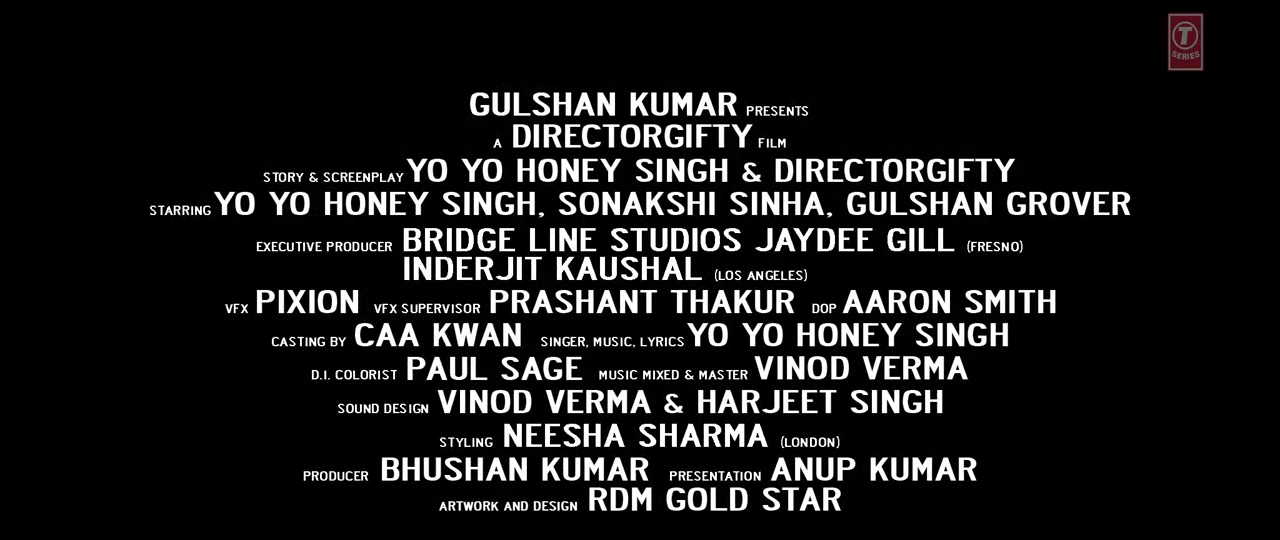 T
SERIES
GULSHAN KUMAR PRESENTS
A DIRECTORGIFTY FILM
STORY & SCREENPLAY YO YO HONEY SINGH & DIRECTORGIFTY
STARRING YO YO HONEY SINGH, SONAKSHI SINHA, GULSHAN GROVER
EXECUTIVE PRODUCER BRIDGE LINE STUDIOS JAYDEE GILL (FRESNO)
INDERJIT KAUSHAL (LOS ANGELES)
VFX PIXION VFX SUPERVISOR PRASHANT THAKUR DOP AARON SMITH
CASTING BY CAA KWAN SINGER, MUSIC, LYRICS YO YO HONEY SINGH
D.I. COLORIST PAUL SAGE MUSIC MIXED & MASTER VINOD VERMA
SOUND DESIGN VINOD VERMA & HARJEET SINGH
STYLING NEESHA SHARMA (LONDON)
PRODUCER BHUSHAN KUMAR PRESENTATION ANUP KUMAR
ARTWORK AND DESIGN RDM GOLD STAR